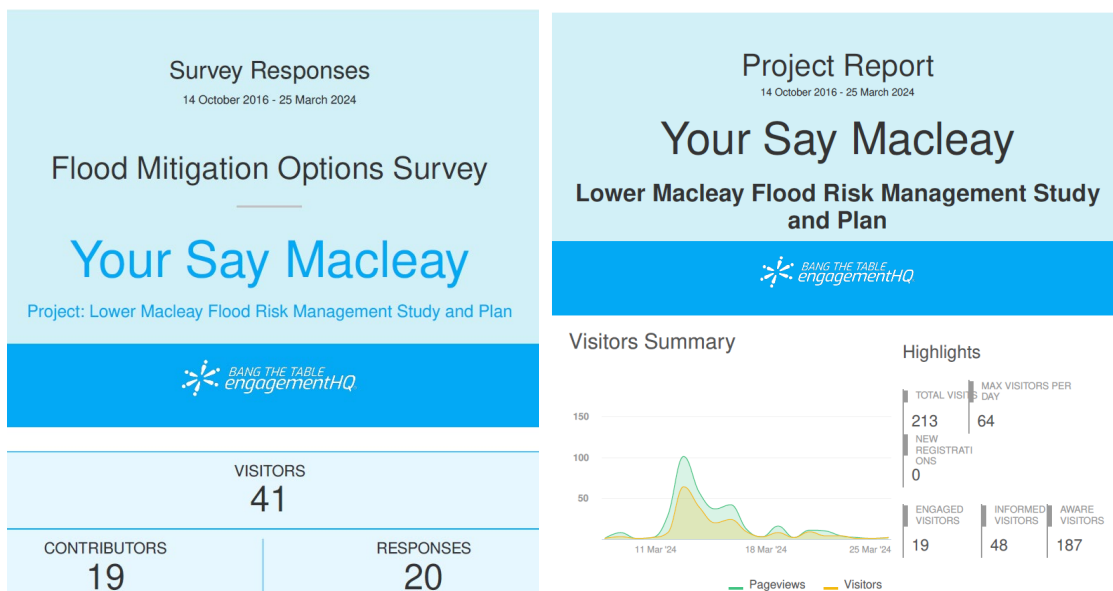 Survey Responses
14 October 2016 - 25 March 2024
Flood Mitigation Options Survey
Your Say Macleay
Project: Lower Macleay Flood Risk Management Study and Plan
BANG THE TABLE
engagementHQ
VISITORS
41
CONTRIBUTORS
19
RESPONSES
20
Project Report
14 October 2016 - 25 March 2024
Your Say Macleay
Lower Macleay Flood Risk Management Study
and Plan
BANG THE TABLE
engagementHQ
Visitors Summary
150
100
50
11 Mar '24
18 Mar '24
25 Mar '24
Pageviews
Visitors
Highlights
TOTAL VISITS
213
MAX VISITORS PER
DAY
64
NEW
REGISTRATI
ONS
0
ENGAGED
VISITORS
19
INFORMED
VISITORS
48
AWARE
VISITORS
187